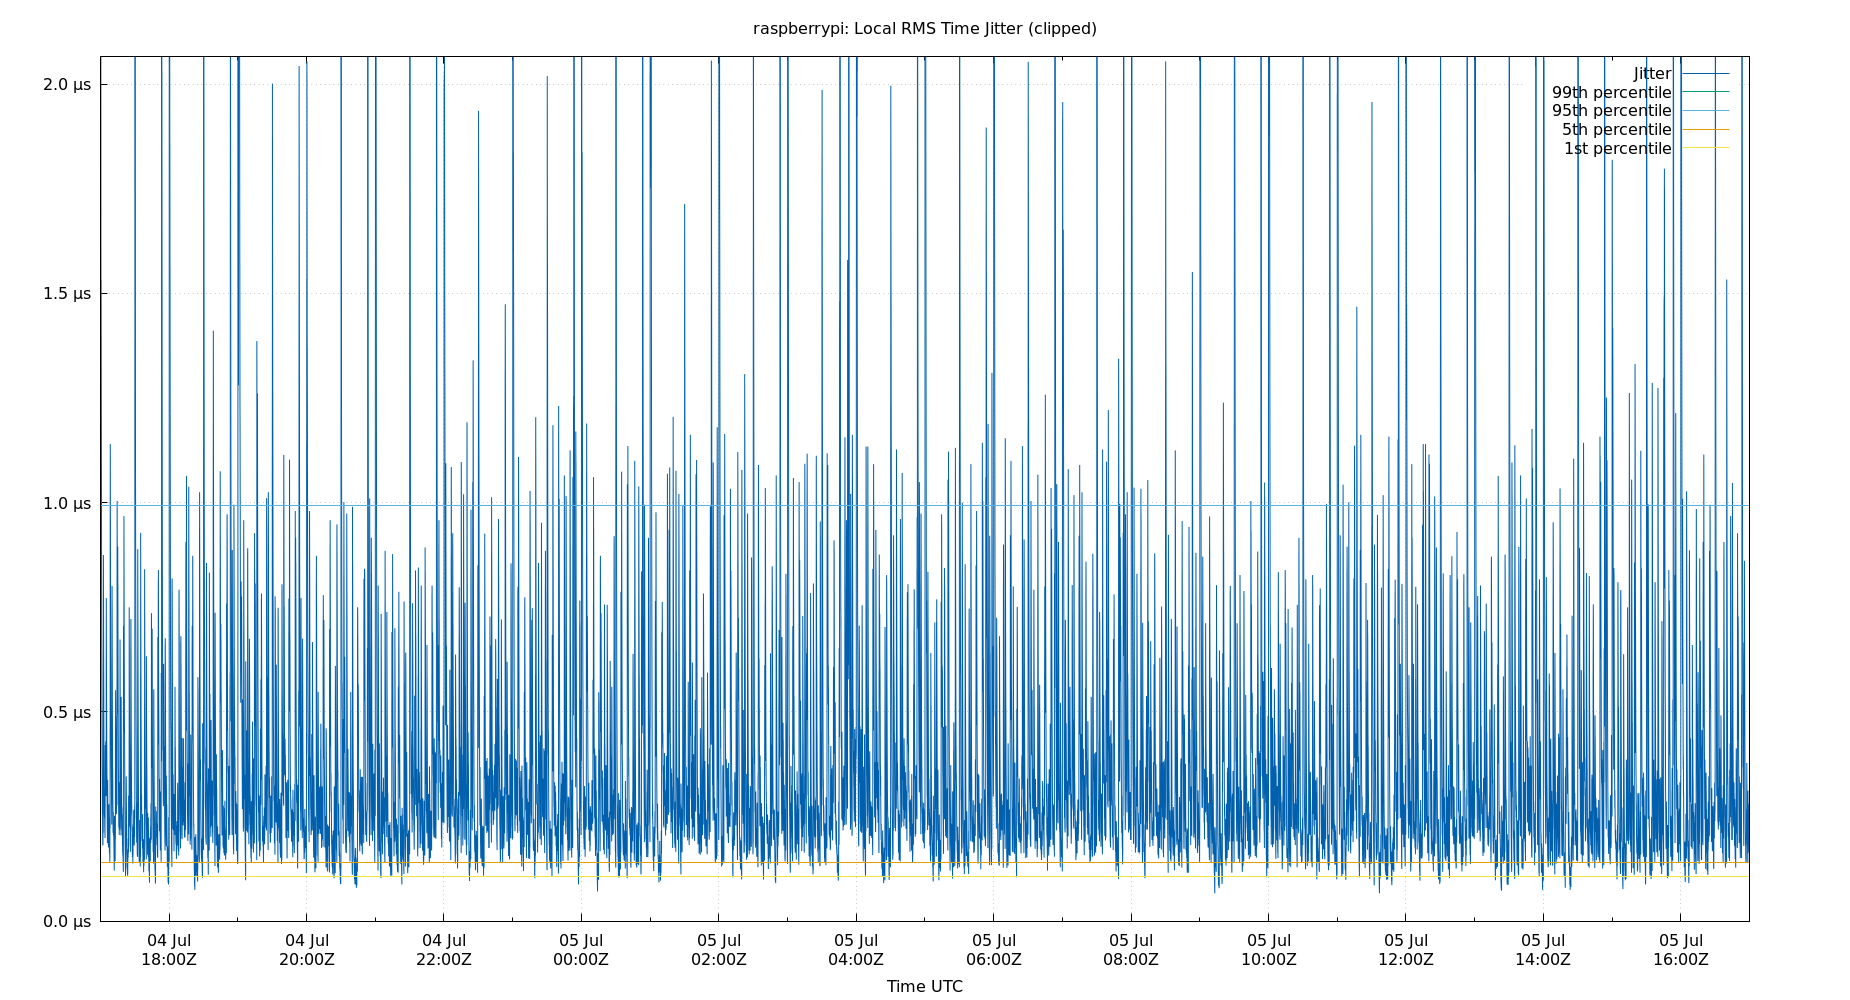 raspberrypi: Local RMS Time Jitter (clipped)
2.0 µs
1.5 µs
1.0 µs
0.5 µs
0.0 µs
Jitter
99th percentile
95th percentile
5th percentile
1st percentile
04 Jul 04 Jul 04 Jul 05 Jul 05 Jul 05 Jul 05 Jul 05 Jul 05 Jul 05 Jul 05 Jul 05 Jul
18:00Z 20:00Z 22:00Z 00:00Z 02:00Z 04:00Z 06:00Z 08:00Z 10:00Z 12:00Z 14:00Z 16:00Z
Time UTC